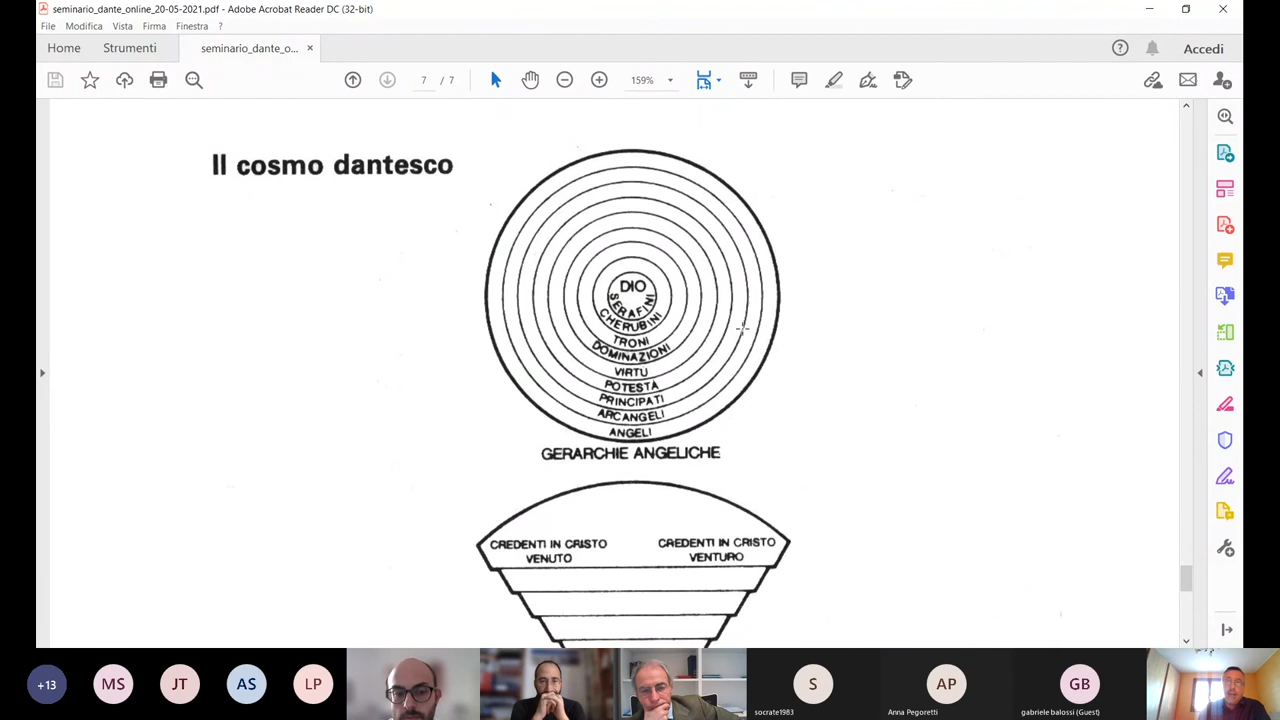 seminario_dante_online_20-05-2021.pdf - Adobe Acrobat Reader DC (32-bit)
File Modifica Vista Firma Finestra ?
Home Strumenti seminario_dante_o... × Accedi
7 / 7 159%
Il cosmo dantesco
DIO
SERAFINI
CHERUBINI
TRONI
DOMINAZIONI
VIRTU
POTESTÀ
PRINCIPATI
ARCANGELI
ANGELI
GERARCHIE ANGELICHE
CREDENTI IN CRISTO
VENUTO
CREDENTI IN CRISTO
VENTURO
+13 MS JT AS LP S AP GB
socrate1983 Anna Pegoretti gabriele balossi (Guest)